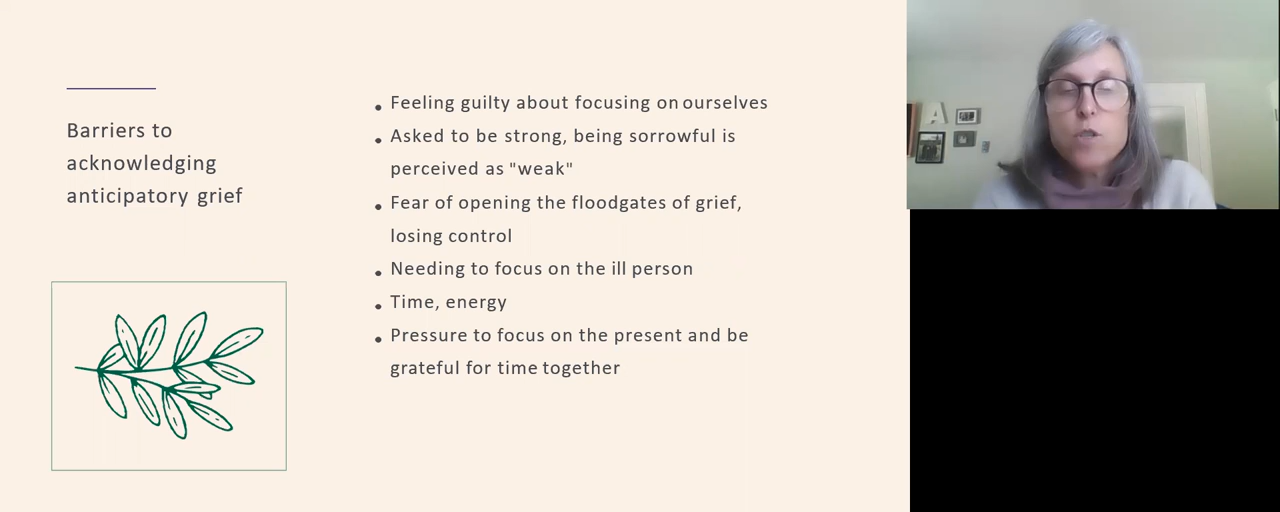 Barriers to
acknowledging
anticipatory grief
Feeling guilty about focusing on ourselves
Asked to be strong, being sorrowful is
perceived as "weak"
Fear of opening the floodgates of grief,
losing control
Needing to focus on the ill person
Time, energy
Pressure to focus on the present and be
grateful for time together
A